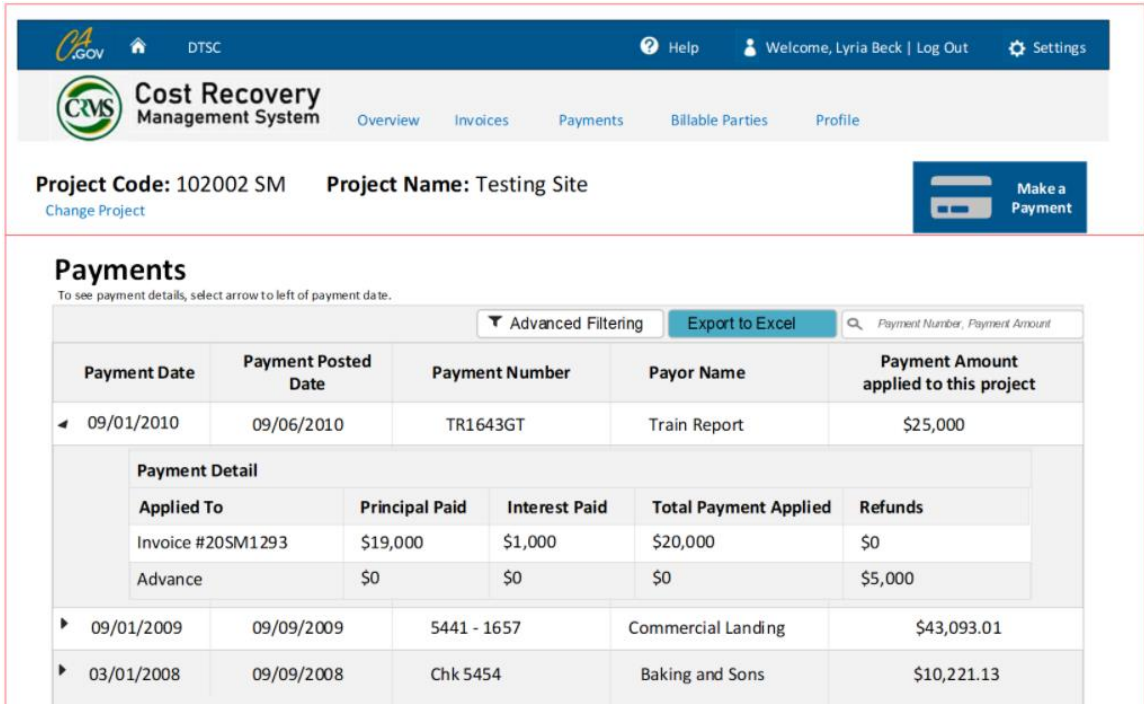 CA.GOV DTSC Help Welcome, Lyria Beck | Log Out Settings
CRMS Cost Recovery
Management System Overview Invoices Payments Billable Parties Profile
Project Code: 102002 SM Project Name: Testing Site
Change Project
Make a
Payment
Payments
To see payment details, select arrow to left of payment date.
Advanced Filtering Export to Excel Payment Number, Payment Amount
Payment Date Payment Posted Date Payment Number Payor Name Payment Amount applied to this project
09/01/2010 09/06/2010 TR1643GT Train Report $25,000
Payment Detail
Applied To Principal Paid Interest Paid Total Payment Applied Refunds
Invoice #20SM1293 $19,000 $1,000 $20,000 $0
Advance $0 $0 $0 $5,000
09/01/2009 09/09/2009 5441 - 1657 Commercial Landing $43,093.01
03/01/2008 09/09/2008 Chk 5454 Baking and Sons $10,221.13